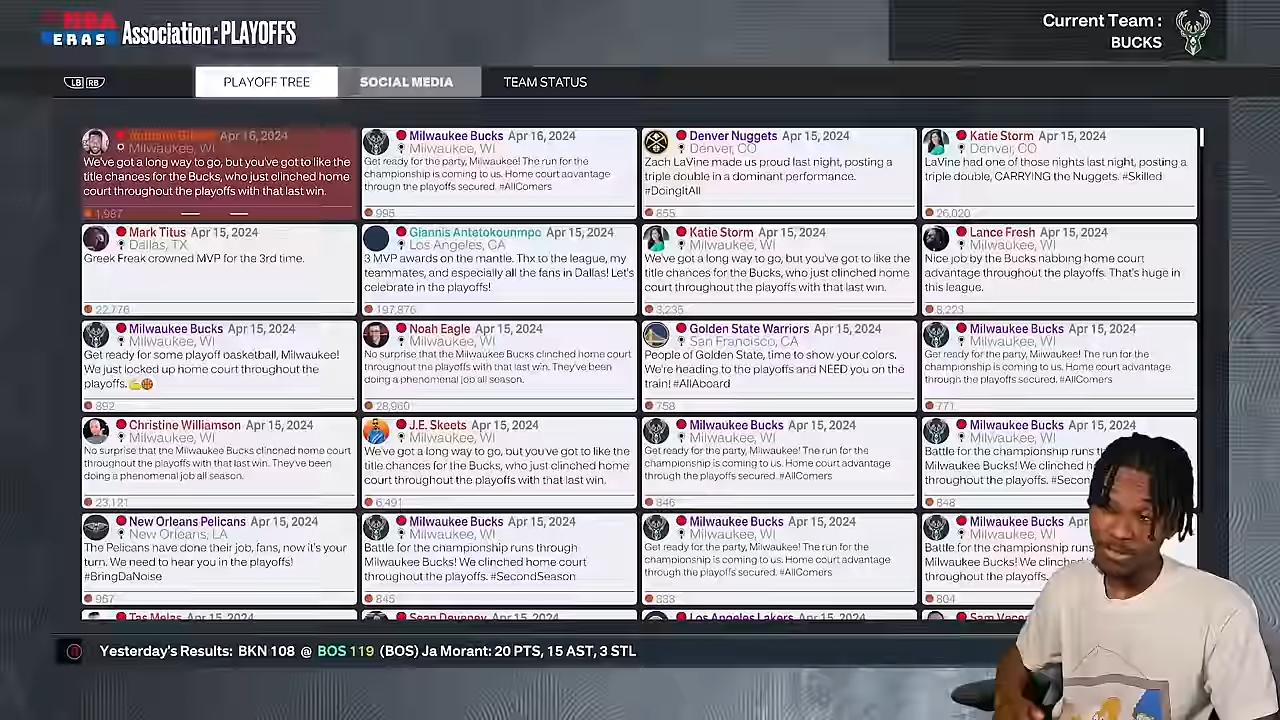 NBA
ERAS
Association: PLAYOFFS
Current Team :
BUCKS
LB RB
PLAYOFF TREE
SOCIAL MEDIA
TEAM STATUS
Apr 16, 2024
Milwaukee, WI
We've got a long way to go, but you've got to like the
title chances for the Bucks, who just clinched home
court throughout the playoffs with that last win.
1,987
Milwaukee Bucks Apr 16, 2024
Milwaukee, WI
Get ready for the party, Milwaukee! The run for the
championship is coming to us. Home court advantage
throughout the playoffs secured. #AllComers
995
Denver Nuggets Apr 15, 2024
Denver, CO
Zach LaVine made us proud last night, posting a
triple double in a dominant performance.
#DoingItAll
855
Katie Storm Apr 15, 2024
Denver, CO
LaVine had one of those nights last night, posting a
triple double, CARRYING the Nuggets. #Skilled
26,020
Mark Titus Apr 15, 2024
Dallas, TX
Greek Freak crowned MVP for the 3rd time.
22,776
Giannis Antetokounmpo Apr 15, 2024
Los Angeles, CA
3 MVP awards on the mantle. Thx to the league, my
teammates, and especially all the fans in Dallas! Let's
celebrate in the playoffs!
197,876
Katie Storm Apr 15, 2024
Milwaukee, WI
We've got a long way to go, but you've got to like the
title chances for the Bucks, who just clinched home
court throughout the playoffs with that last win.
3,235
Lance Fresh Apr 15, 2024
Milwaukee, WI
Nice job by the Bucks nabbing home court
advantage throughout the playoffs. That's huge in
this league.
8,223
Milwaukee Bucks Apr 15, 2024
Milwaukee, WI
Get ready for some playoff basketball, Milwaukee!
We just locked up home court throughout the
playoffs.
892
Noah Eagle Apr 15, 2024
Milwaukee, WI
No surprise that the Milwaukee Bucks clinched home court
throughout the playoffs with that last win. They've been
doing a phenomenal job all season.
28,960
Golden State Warriors Apr 15, 2024
San Francisco, CA
People of Golden State, time to show your colors.
We're heading to the playoffs and NEED you on the
train! #AllAboard
758
Milwaukee Bucks Apr 15, 2024
Milwaukee, WI
Get ready for the party, Milwaukee! The run for the
championship is coming to us. Home court advantage
throughout the playoffs secured. #AllComers
771
Christine Williamson Apr 15, 2024
Milwaukee, WI
No surprise that the Milwaukee Bucks clinched home court
throughout the playoffs with that last win. They've been
doing a phenomenal job all season.
23,121
J.E. Skeets Apr 15, 2024
Milwaukee, WI
We've got a long way to go, but you've got to like the
title chances for the Bucks, who just clinched home
court throughout the playoffs with that last win.
6,491
Milwaukee Bucks Apr 15, 2024
Milwaukee, WI
Get ready for the party, Milwaukee! The run for the
championship is coming to us. Home court advantage
throughout the playoffs secured. #AllComers
846
Milwaukee Bucks Apr 15, 2024
Milwaukee, WI
Battle for the championship runs
Milwaukee Bucks! We clinched
throughout the playoffs.
848
New Orleans Pelicans Apr 15, 2024
New Orleans, LA
The Pelicans have done their job, fans, now it's your
turn. We need to hear you in the playoffs!
#BringDaNoise
967
Milwaukee Bucks Apr 15, 2024
Milwaukee, WI
Battle for the championship runs through
Milwaukee Bucks! We clinched home court
throughout the playoffs. #SecondSeason
845
Milwaukee Bucks Apr 15, 2024
Milwaukee, WI
Get ready for the party, Milwaukee! The run for the
championship is coming to us. Home court advantage
throughout the playoffs secured. #AllComers
833
Milwaukee Bucks Apr
Milwaukee, WI
Battle for the championship runs
Milwaukee Bucks! We clinched
throughout the playoffs.
804
Tas Melas Apr 15, 2024
Sean Deveney Apr 15, 2024
Los Angeles Lakers Apr 15, 2024
Yesterday's Results: BKN 108 @ BOS 119 (BOS) Ja Morant: 20 PTS, 15 AST, 3 STL